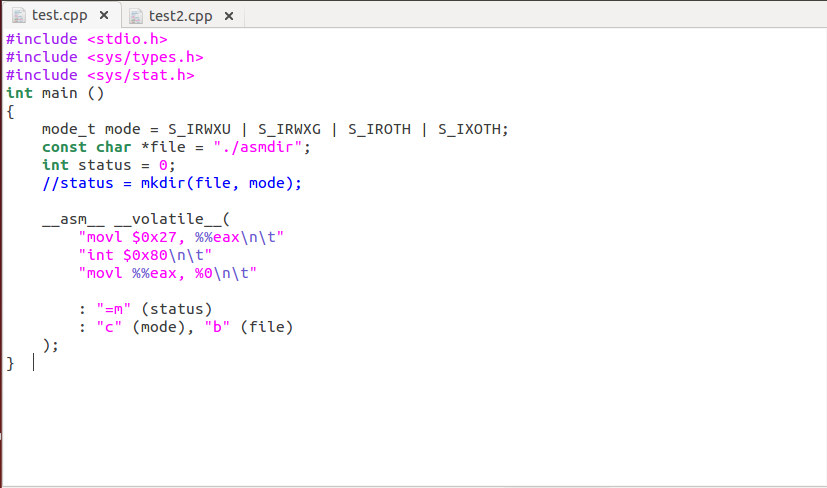 test.cpp × test2.cpp ×
#include <stdio.h>
#include <sys/types.h>
#include <sys/stat.h>
int main ()
{
    mode_t mode = S_IRWXU | S_IRWXG | S_IROTH | S_IXOTH;
    const char *file = "./asmdir";
    int status = 0;
    //status = mkdir(file, mode);

    __asm__ __volatile__(
        "movl $0x27, %%eax\n\t"
        "int $0x80\n\t"
        "movl %%eax, %0\n\t"

        : "=m" (status)
        : "c" (mode), "b" (file)
    );
}